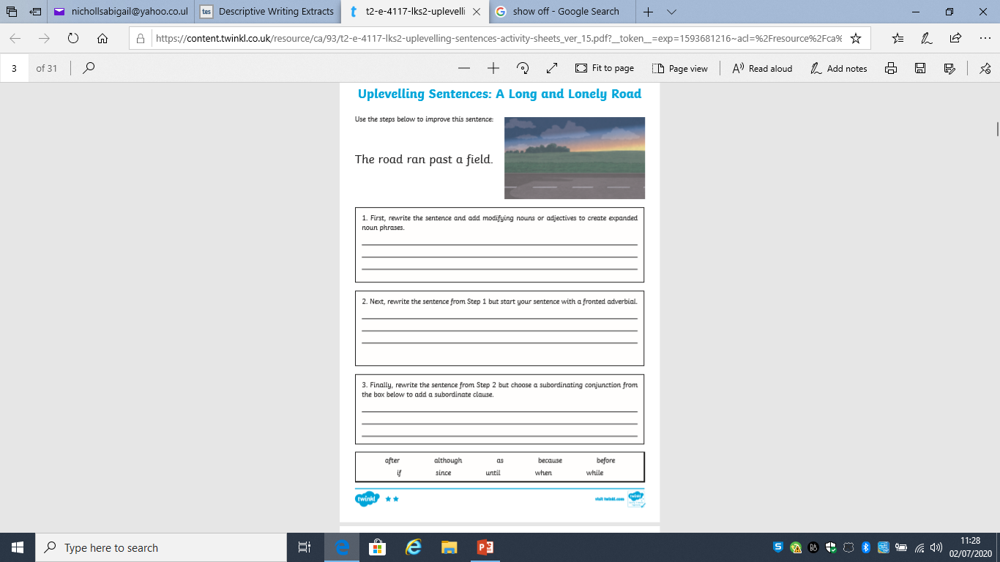 nichollsabigail@yahoo.co.ul
tes Descriptive Writing Extracts
t2-e-4117-lks2-uplevelli
show off - Google Search
https://content.twinkl.co.uk/resource/ca/93/t2-e-4117-lks2-uplevelling-sentences-activity-sheets_ver_15.pdf?__token__=exp=1593681216~acl=%2Fresource%2Fca%
3 of 31
Fit to page
Page view
Read aloud
Add notes
Uplevelling Sentences: A Long and Lonely Road
Use the steps below to improve this sentence:
The road ran past a field.
1. First, rewrite the sentence and add modifying nouns or adjectives to create expanded
noun phrases.
2. Next, rewrite the sentence from Step 1 but start your sentence with a fronted adverbial.
3. Finally, rewrite the sentence from Step 2 but choose a subordinating conjunction from
the box below to add a subordinate clause.
after although as because before
if since until when while
twinkl
visit twinkl.com
twinkl
Type here to search
11:28
02/07/2020